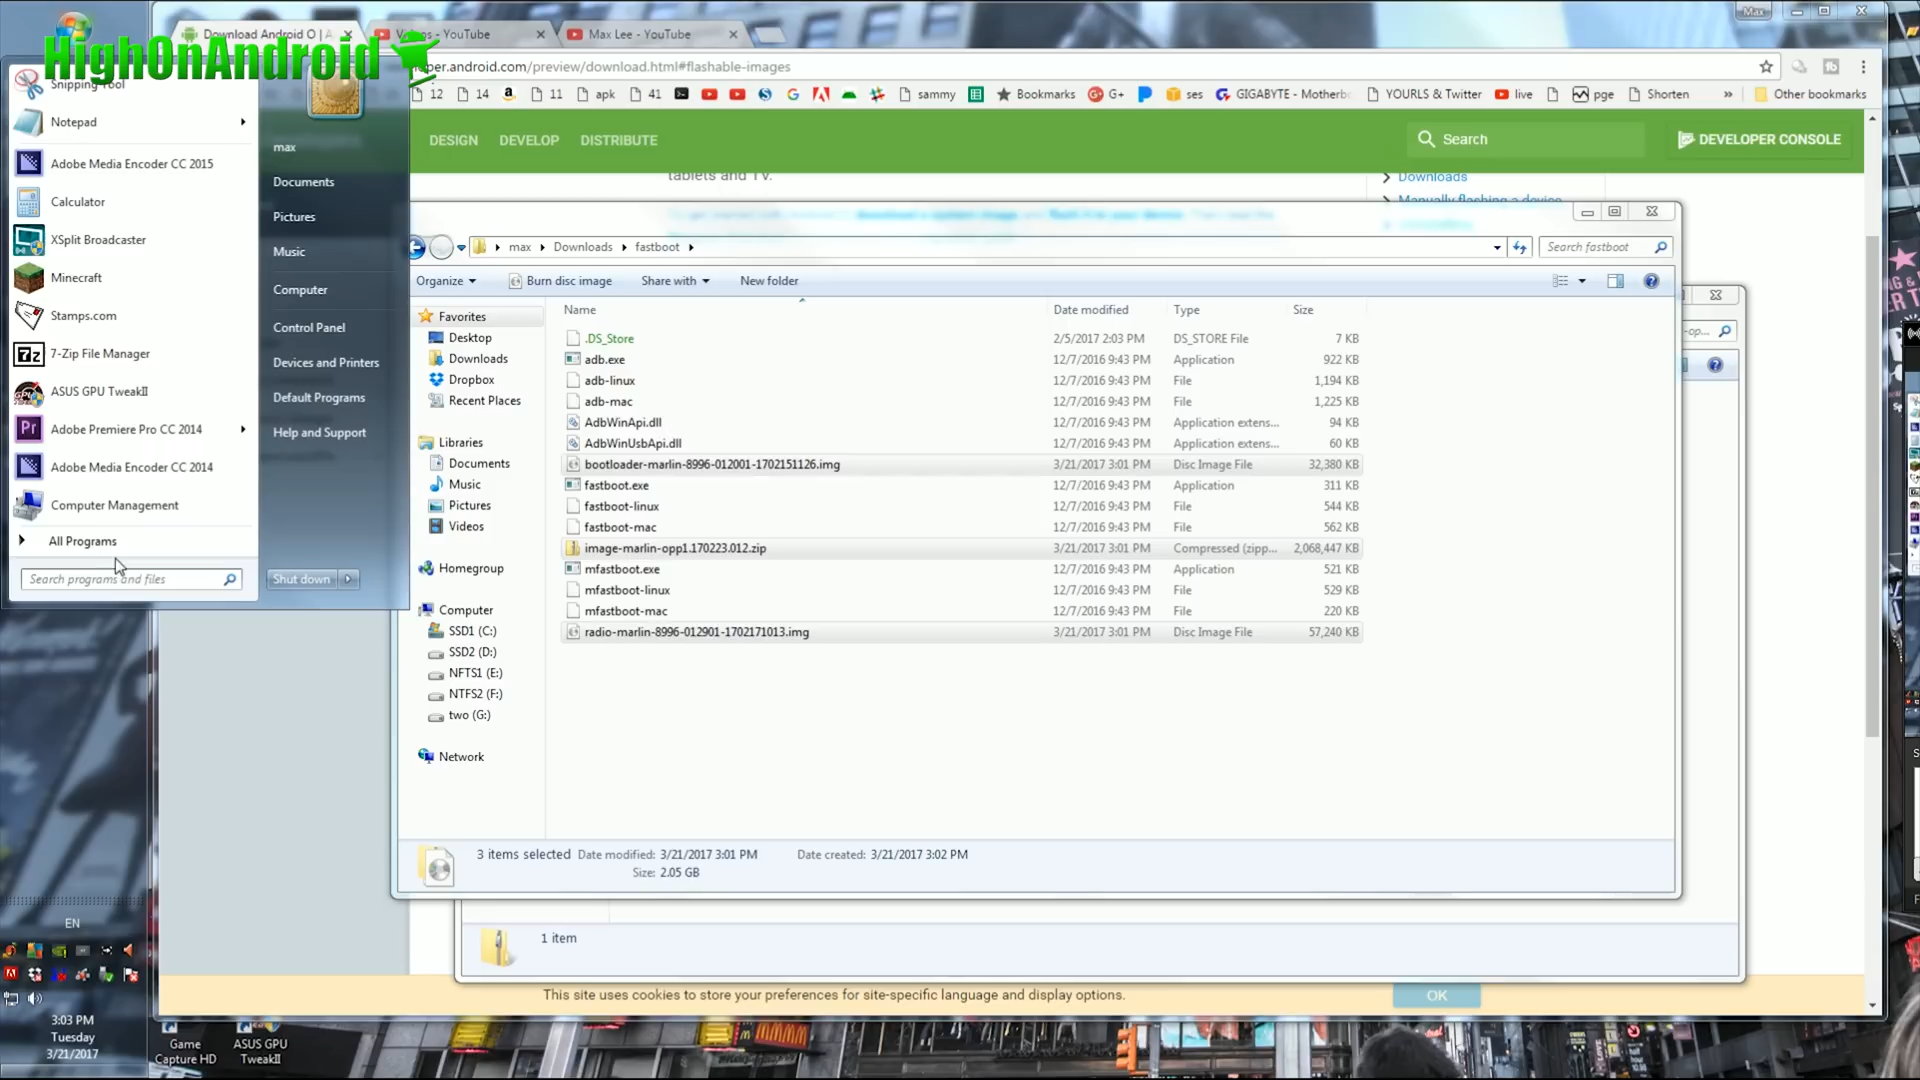 Download Android O | A
Videos - YouTube
Max Lee - YouTube
Max
HighOnAndroid
oper.android.com/preview/download.html#flashable-images
12
14
11
apk
41
sammy
Bookmarks
G+
ses
GIGABYTE - Motherbo
YOURLS & Twitter
live
pge
Shorten
»
Other bookmarks
DESIGN
DEVELOP
DISTRIBUTE
Search
DEVELOPER CONSOLE
tablets and TV.
Downloads
Manually flashing a device
Snipping Tool
Notepad
Adobe Media Encoder CC 2015
Calculator
XSplit Broadcaster
Minecraft
Stamps.com
7-Zip File Manager
ASUS GPU TweakII
Adobe Premiere Pro CC 2014
Adobe Media Encoder CC 2014
Computer Management
All Programs
Search programs and files
max
Documents
Pictures
Music
Computer
Control Panel
Devices and Printers
Default Programs
Help and Support
Shut down
max
Downloads
fastboot
Search fastboot
Organize
Burn disc image
Share with
New folder
Favorites
Desktop
Downloads
Dropbox
Recent Places
Libraries
Documents
Music
Pictures
Videos
Homegroup
Computer
SSD1 (C:)
SSD2 (D:)
NFTS1 (E:)
NTFS2 (F:)
two (G:)
Network
Name Date modified Type Size
.DS_Store 2/5/2017 2:03 PM DS_STORE File 7 KB
adb.exe 12/7/2016 9:43 PM Application 922 KB
adb-linux 12/7/2016 9:43 PM File 1,194 KB
adb-mac 12/7/2016 9:43 PM File 1,225 KB
AdbWinApi.dll 12/7/2016 9:43 PM Application extens... 94 KB
AdbWinUsbApi.dll 12/7/2016 9:43 PM Application extens... 60 KB
bootloader-marlin-8996-012001-1702151126.img 3/21/2017 3:01 PM Disc Image File 32,380 KB
fastboot.exe 12/7/2016 9:43 PM Application 311 KB
fastboot-linux 12/7/2016 9:43 PM File 544 KB
fastboot-mac 12/7/2016 9:43 PM File 562 KB
image-marlin-opp1.170223.012.zip 3/21/2017 3:01 PM Compressed (zipp... 2,068,447 KB
mfastboot.exe 12/7/2016 9:43 PM Application 521 KB
mfastboot-linux 12/7/2016 9:43 PM File 529 KB
mfastboot-mac 12/7/2016 9:43 PM File 220 KB
radio-marlin-8996-012901-1702171013.img 3/21/2017 3:01 PM Disc Image File 57,240 KB
3 items selected Date modified: 3/21/2017 3:01 PM Date created: 3/21/2017 3:02 PM
Size: 2.05 GB
1 item
This site uses cookies to store your preferences for site-specific language and display options.
OK
EN
3:03 PM
Tuesday
3/21/2017
Game
Capture HD
ASUS GPU
TweakII